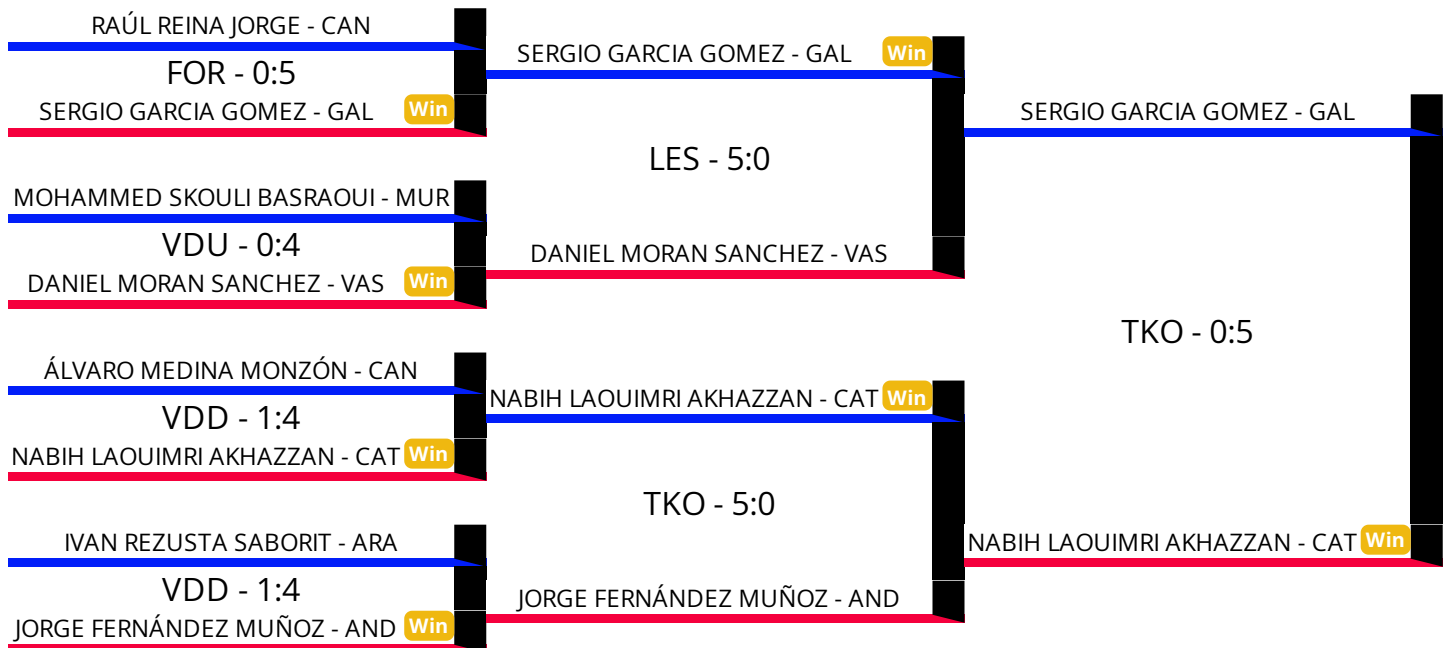 RAÚL REINA JORGE - CAN
FOR - 0:5
SERGIO GARCIA GOMEZ - GAL Win
MOHAMMED SKOULI BASRAOUI - MUR
VDU - 0:4
DANIEL MORAN SANCHEZ - VAS Win
ÁLVARO MEDINA MONZÓN - CAN
VDD - 1:4
NABIH LAOUIMRI AKHAZZAN - CAT Win
IVAN REZUSTA SABORIT - ARA
VDD - 1:4
JORGE FERNÁNDEZ MUÑOZ - AND Win
SERGIO GARCIA GOMEZ - GAL Win
LES - 5:0
DANIEL MORAN SANCHEZ - VAS
NABIH LAOUIMRI AKHAZZAN - CAT Win
TKO - 5:0
JORGE FERNÁNDEZ MUÑOZ - AND
SERGIO GARCIA GOMEZ - GAL
TKO - 0:5
NABIH LAOUIMRI AKHAZZAN - CAT Win